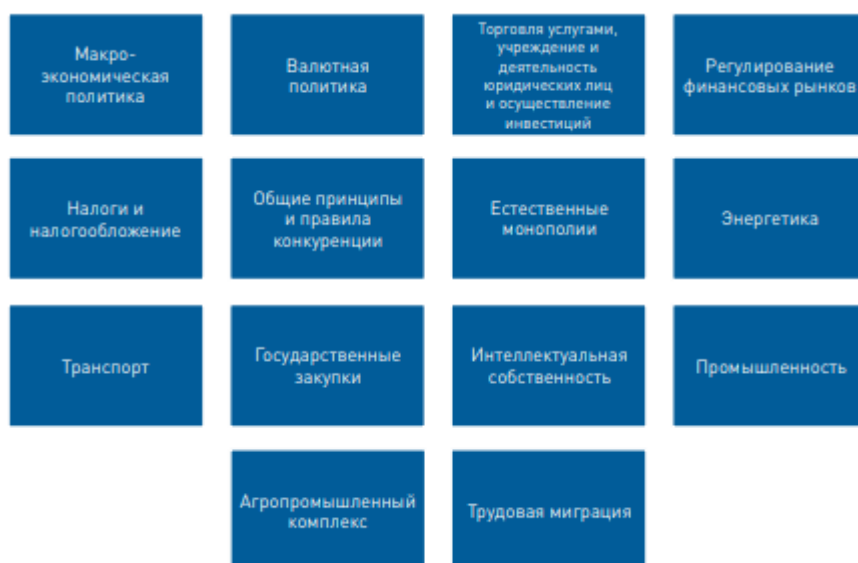 Макро-
экономическая
политика
Валютная
политика
Торговля услугами,
учреждение и
деятельность
юридических лиц
и осуществление
инвестиций
Регулирование
финансовых рынков
Налоги и
налогообложение
Общие принципы
и правила
конкуренции
Естественные
монополии
Энергетика
Транспорт
Государственные
закупки
Интеллектуальная
собственность
Промышленность
Агропромышленный
комплекс
Трудовая миграция